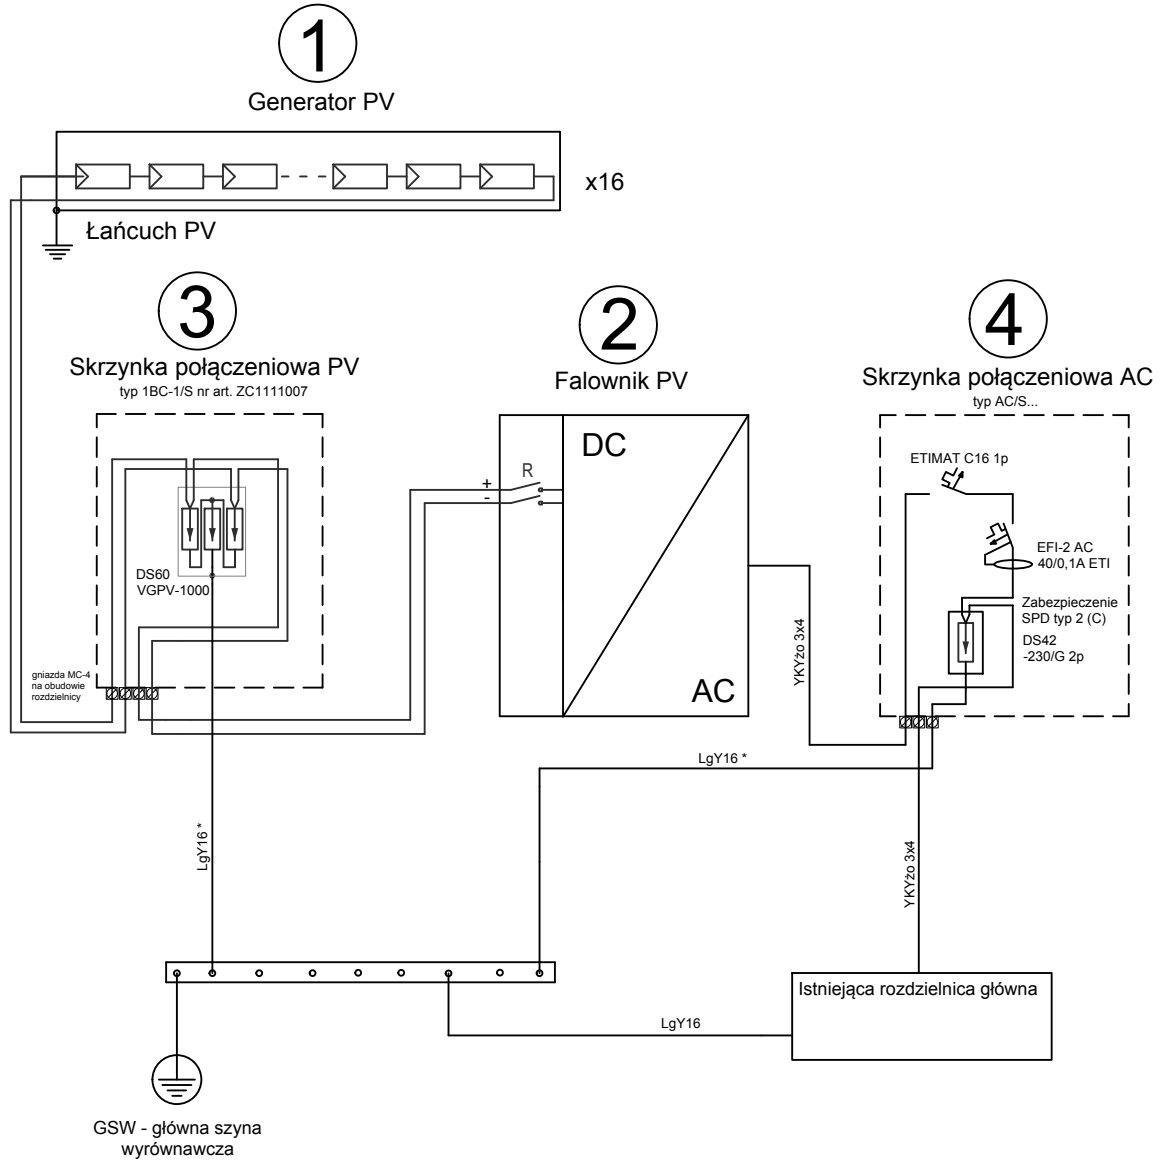 1
Generator PV
x16
Łańcuch PV
3
Skrzynka połączeniowa PV
typ 1BC-1/S nr art. ZC1111007
DS60
VGPV-1000
gniazda MC-4
na obudowie
rozdzielnicy
2
Falownik PV
DC
R
+
-
AC
4
Skrzynka połączeniowa AC
typ AC/S...
ETIMAT C16 1p
EFI-2 AC
40/0,1A ETI
Zabezpieczenie
SPD typ 2 (C)
DS42
-230/G 2p
YKYżo 3x4
LgY16 *
LgY16 *
YKYżo 3x4
Istniejąca rozdzielnica główna
LgY16
GSW - główna szyna
wyrównawcza